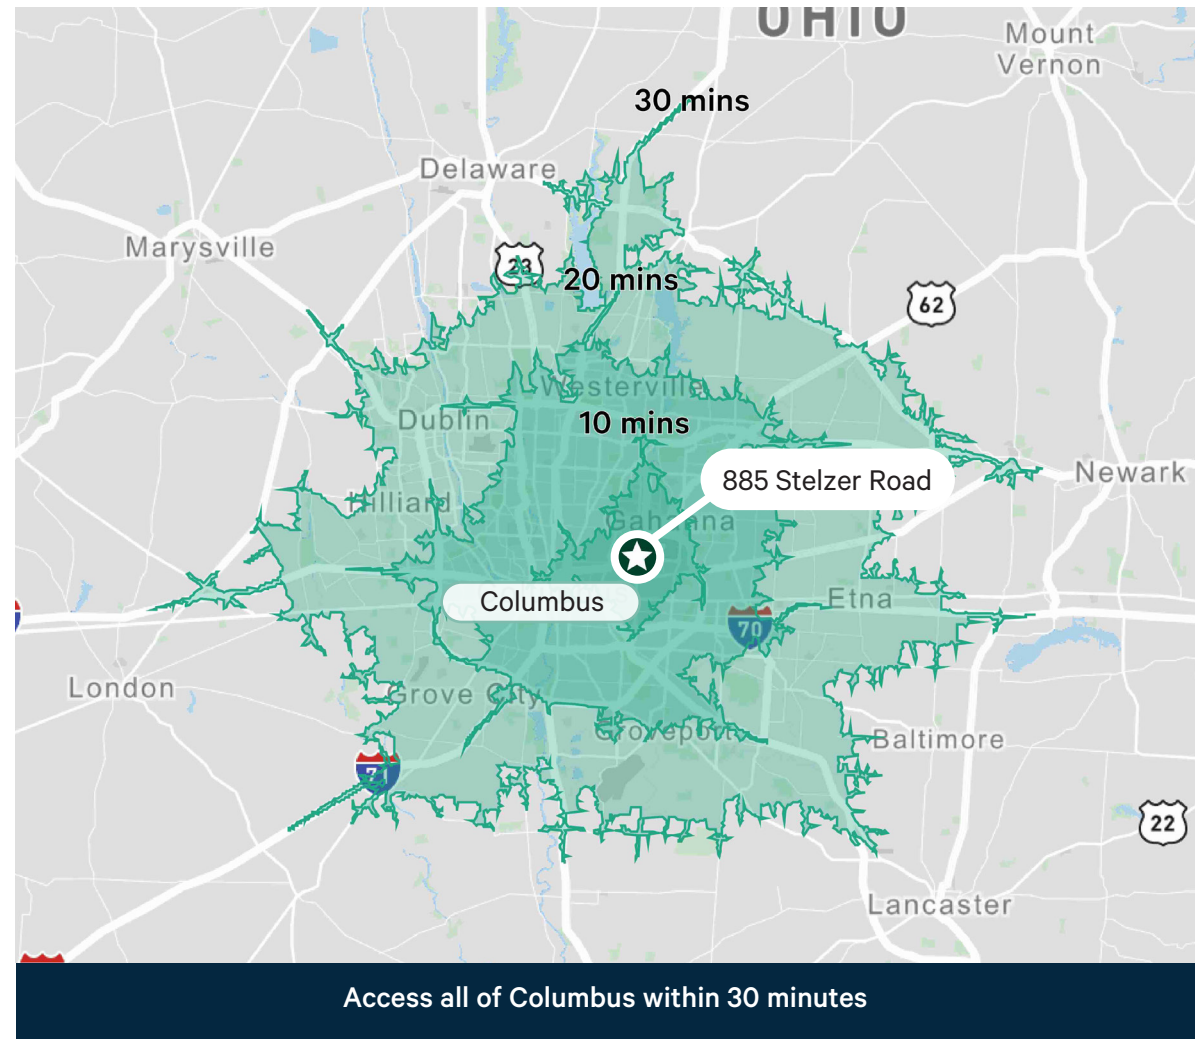 OHIO
Mount
Vernon
30 mins
Delaware
Marysville
23
20 mins
62
Westerville
Dublin
10 mins
885 Stelzer Road
Newark
Hilliard
Gahanna
Columbus
Etna
70
London
Grove City
Groveport
Baltimore
71
22
Lancaster
Access all of Columbus within 30 minutes